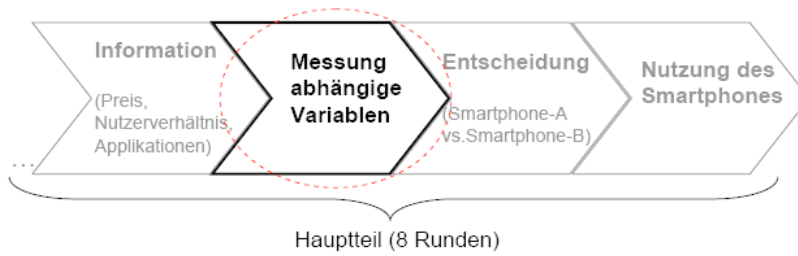 Information
(Preis,
Nutzerverhältnis,
Applikationen)
...
Messung
abhängige
Variablen
Entscheidung
(Smartphone-A
vs.Smartphone-B)
Nutzung des
Smartphones
Hauptteil (8 Runden)